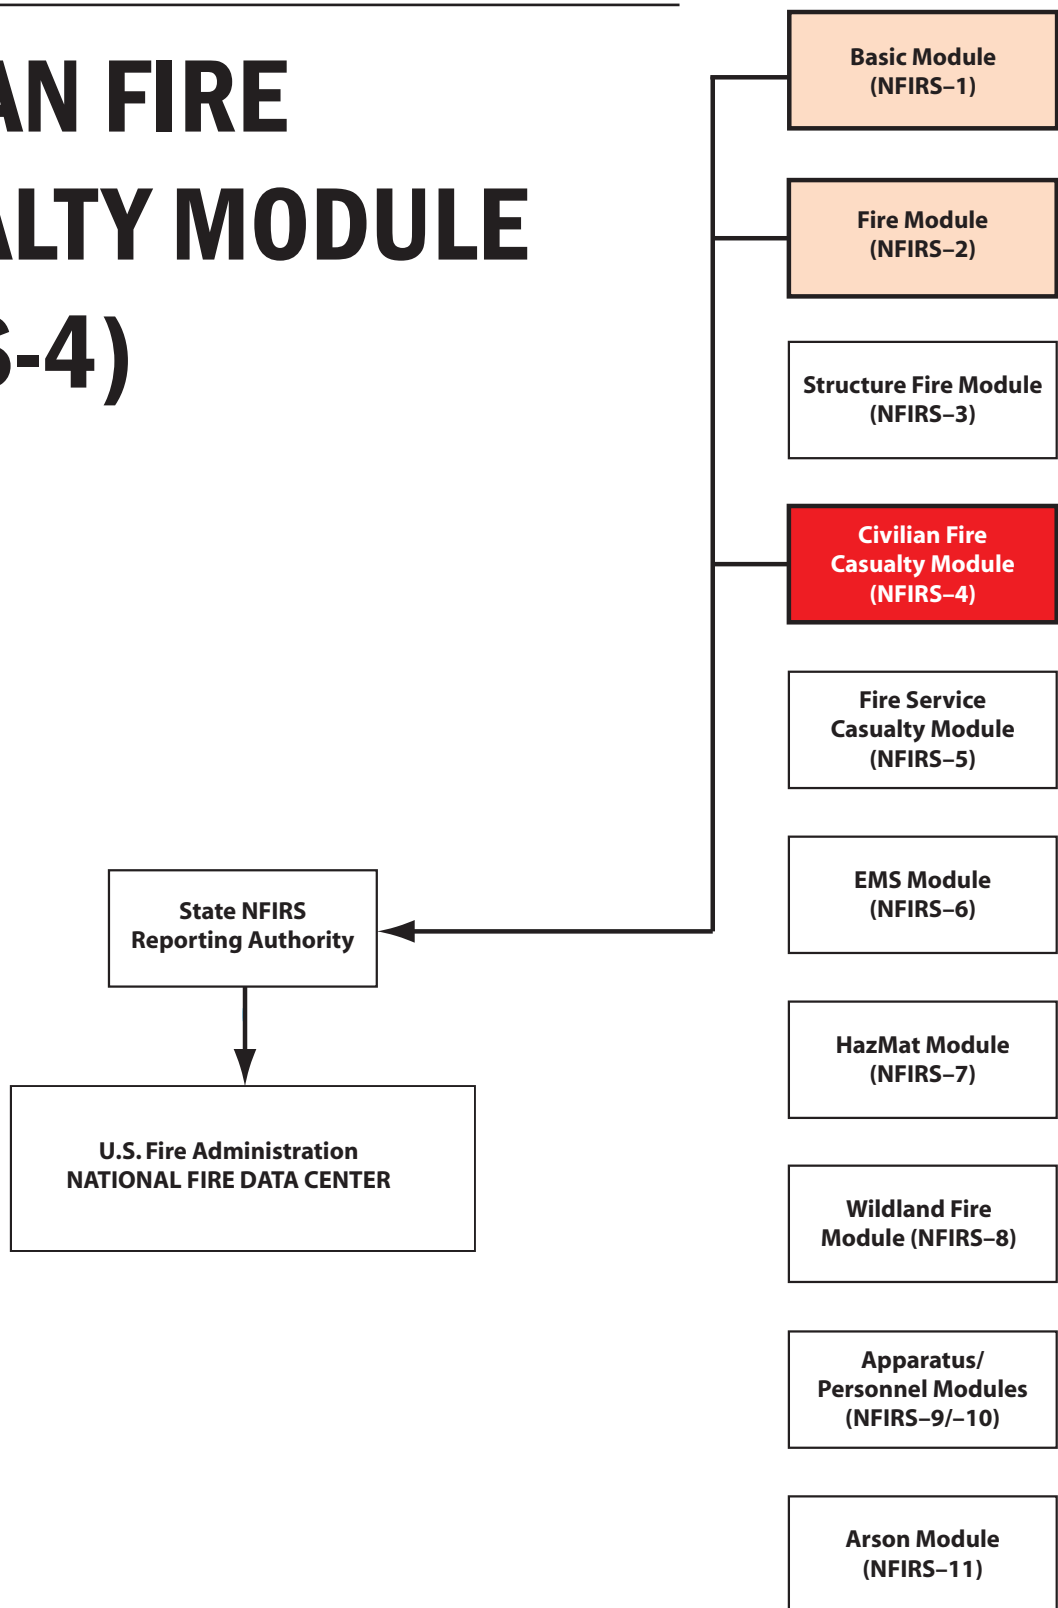 AN FIRE
ALTY MODULE
S-4)
Basic Module
(NFIRS–1)
Fire Module
(NFIRS–2)
Structure Fire Module
(NFIRS–3)
Civilian Fire
Casualty Module
(NFIRS–4)
Fire Service
Casualty Module
(NFIRS–5)
EMS Module
(NFIRS–6)
State NFIRS
Reporting Authority
HazMat Module
(NFIRS–7)
U.S. Fire Administration
NATIONAL FIRE DATA CENTER
Wildland Fire
Module (NFIRS–8)
Apparatus/
Personnel Modules
(NFIRS–9/–10)
Arson Module
(NFIRS–11)